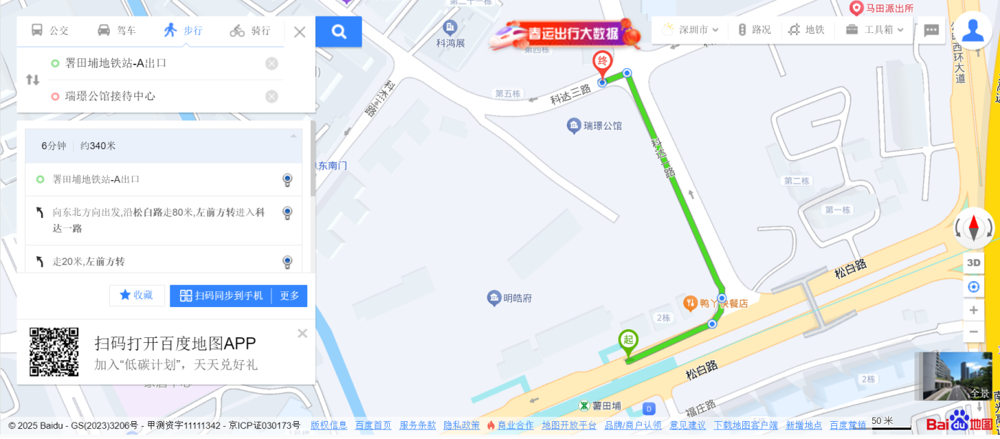 公交
驾车
步行
骑行
署田埔地铁站-A出口
瑞璟公馆接待中心
6分钟
约340米
署田埔地铁站-A出口
向东北方向出发,沿松白路走80米,左前方转进入科
达一路
走20米,左前方转
收藏
扫码同步到手机
更多
扫码打开百度地图APP
加入“低碳计划”，天天兑好礼
第二十一栋
科鸿展
春运出行大数据
第四栋
马田派出所
深圳市
路况
地铁
工具箱
西环大道
终
第五栋
科达三路
科杰路
瑞璟公馆
科达一路
东南门
第二栋
第一栋
松白路
3D
明皓府
鸭丫快餐店
2栋
起
松白路
2栋
全景
薯田埔
D
福庄路
50 米
Bai du 地图
© 2025 Baidu - GS(2023)3206号 - 甲测资字11111342 - 京ICP证030173号
版权信息
百度首页
服务条款
隐私政策
商业合作
地图开放平台
品牌/商户认领
意见建议
下载地图客户端
新增地点
百度营销